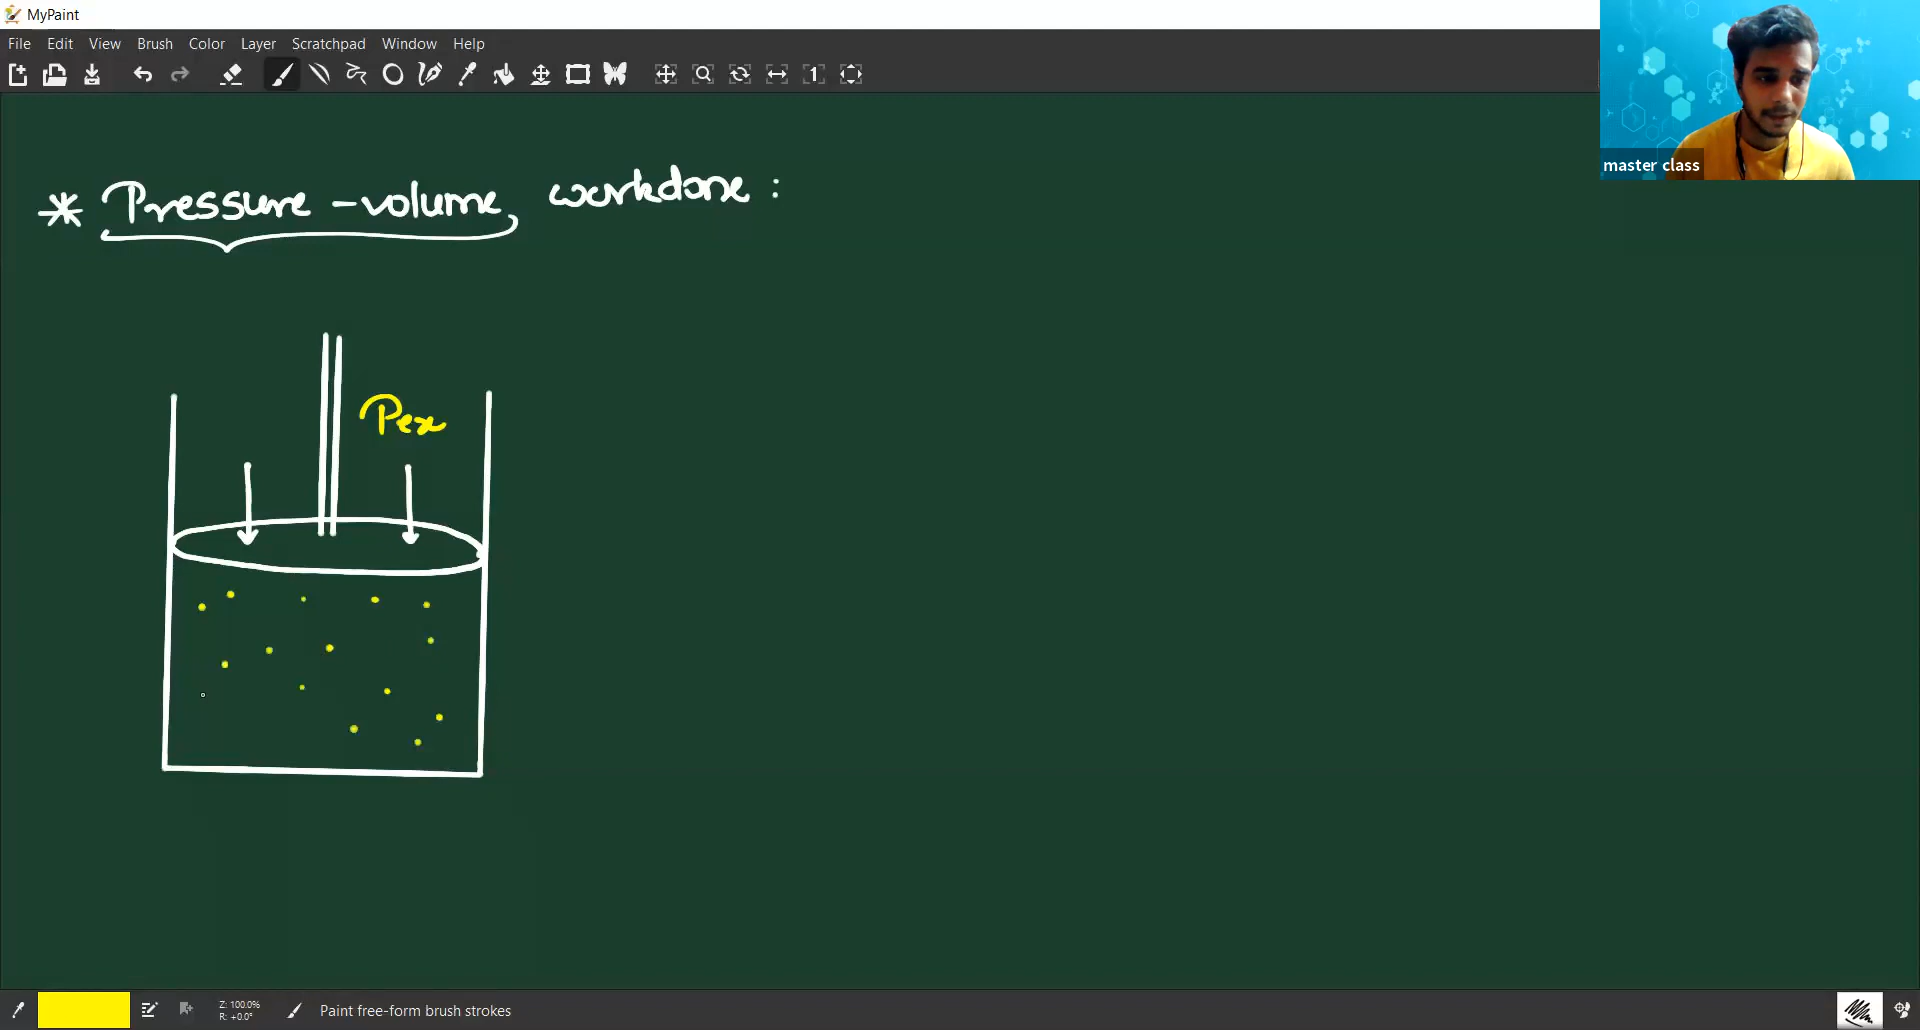 MyPaint
File Edit View Brush Color Layer Scratchpad Window Help
master class
* Pressure - volume, workdone :
Pex
Z: 100.0%
R: +0.0°
Paint free-form brush strokes